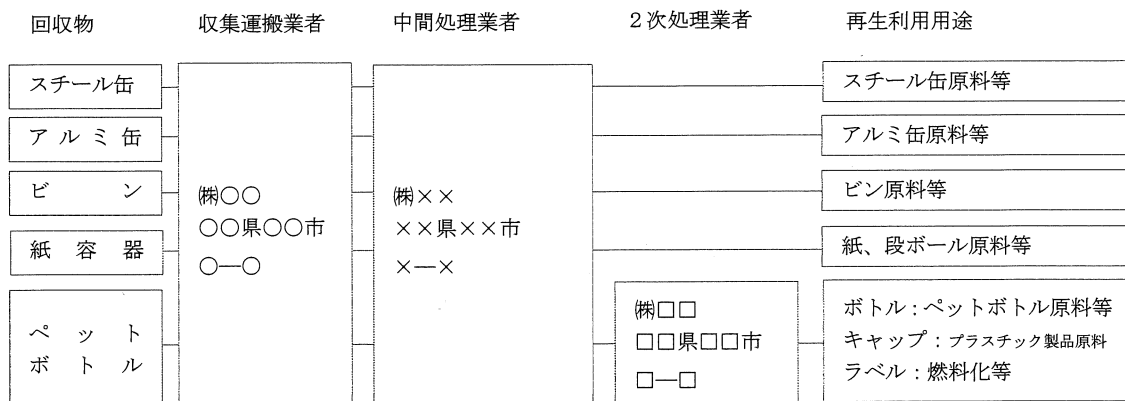 回収物 収集運搬業者 中間処理業者 2次処理業者 再生利用用途
スチール缶 スチール缶原料等
アルミ缶 アルミ缶原料等
ビン ビン原料等
㈱○○ ㈱××
○○県○○市 ××県××市
○―○ ×―×
紙容器 紙、段ボール原料等
ペット
ボトル
㈱□□
□□県□□市
□―□
ボトル：ペットボトル原料等
キャップ：プラスチック製品原料
ラベル：燃料化等